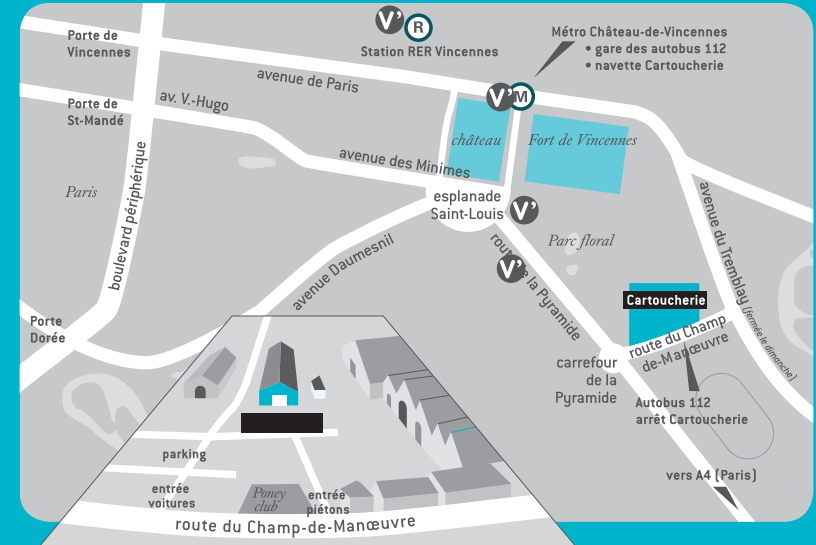 V'
R
Station RER Vincennes
Métro Château-de-Vincennes
• gare des autobus 112
• navette Cartoucherie
Porte de
Vincennes
avenue de Paris
V'
M
Porte de
St-Mandé
av. V.-Hugo
château
Fort de Vincennes
avenue des Minimes
boulevard périphérique
Paris
esplanade
Saint-Louis
V'
Parc floral
avenue Daumesnil
V'
route de la Pyramide
avenue du Tremblay (fermée le dimanche)
Cartoucherie
Porte
Dorée
route du Champ
de-Manœuvre
carrefour
de la
Pyramide
Autobus 112
arrêt Cartoucherie
vers A4 (Paris)
parking
entrée
voitures
Poney
club
entrée
piétons
route du Champ-de-Manœuvre